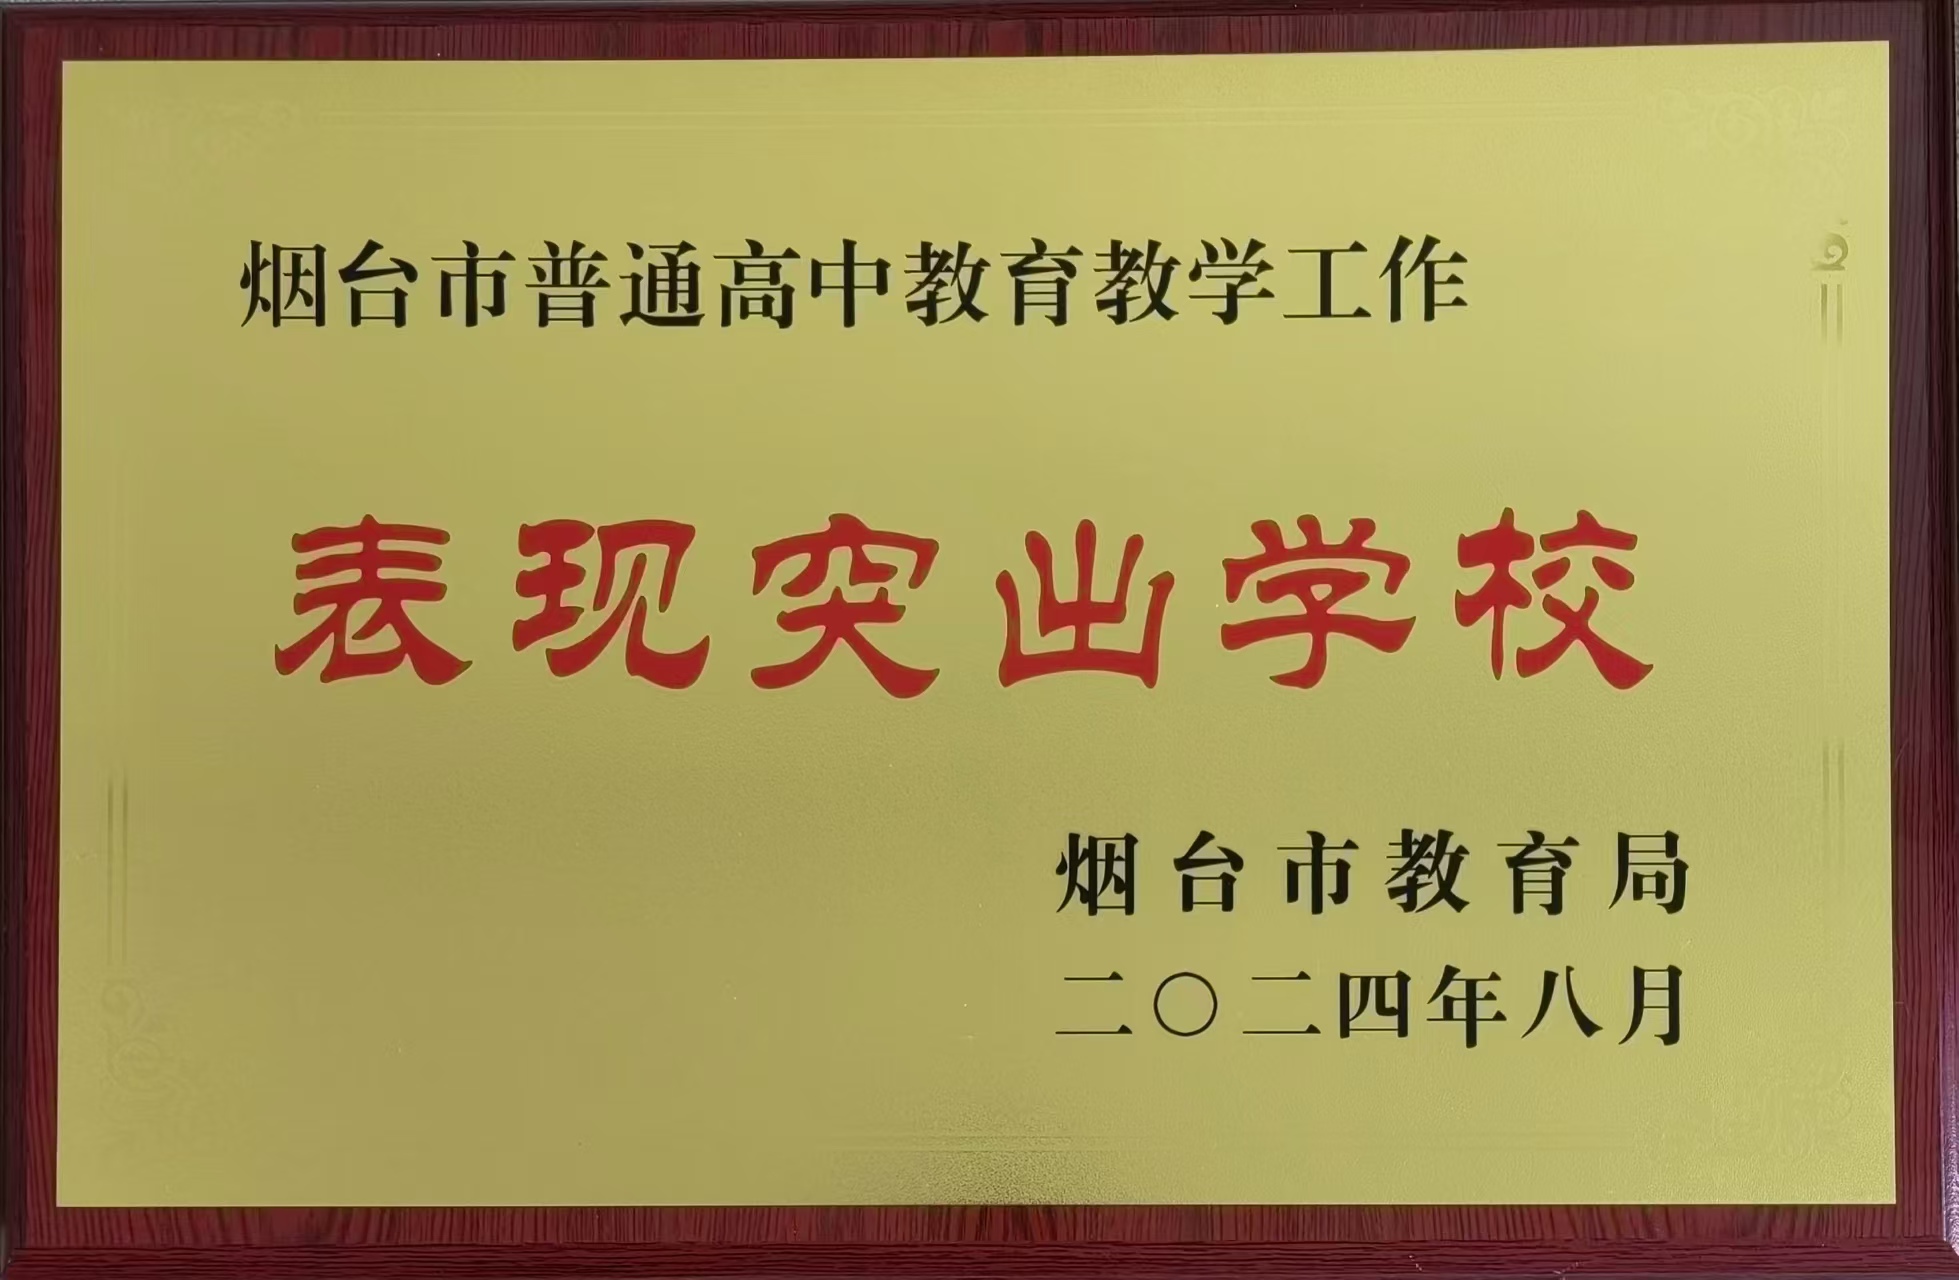 烟台市普通高中教育教学工作
表现突出学校
烟台市教育局
二〇二四年八月